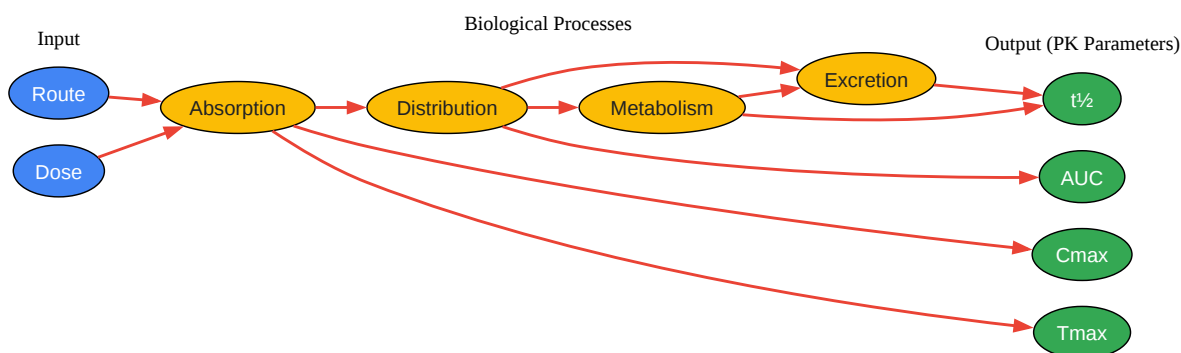 Input
Biological Processes
Output (PK Parameters)
Route
Dose
Absorption
Distribution
Metabolism
Excretion
t½
AUC
Cmax
Tmax